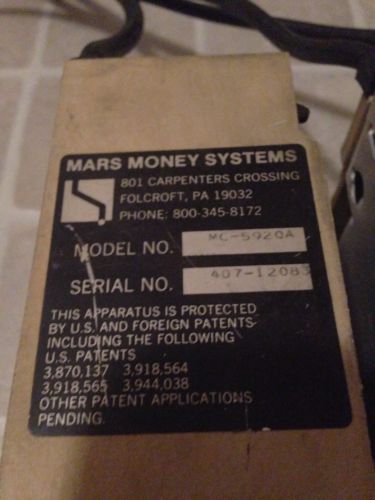 MARS MONEY SYSTEMS
801 CARPENTERS CROSSING
FOLCROFT, PA 19032
PHONE: 800-345-8172
MODEL NO. MC-5920A
SERIAL NO. 407-12083
THIS APPARATUS IS PROTECTED
BY U.S. AND FOREIGN PATENTS
INCLUDING THE FOLLOWING
U.S. PATENTS
3,870,137 3,918,564
3,918,565 3,944,038
OTHER PATENT APPLICATIONS
PENDING.